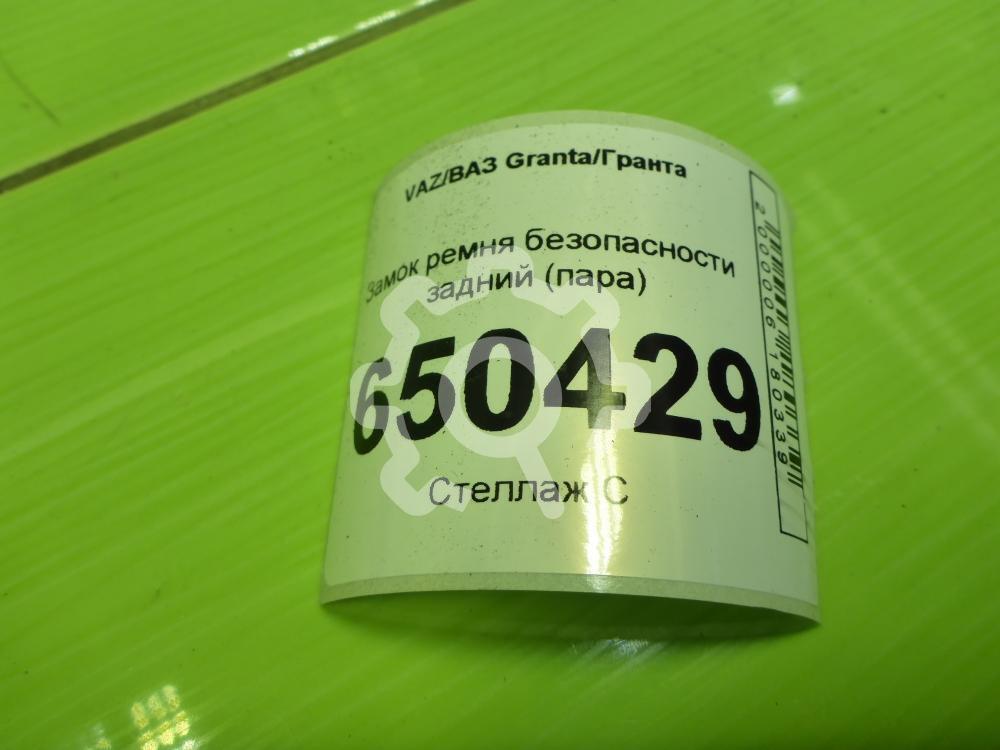 VAZ/ВАЗ Granta/Гранта
Замок ремня безопасности
задний (пара)
650429
Стеллаж С
2000006180339